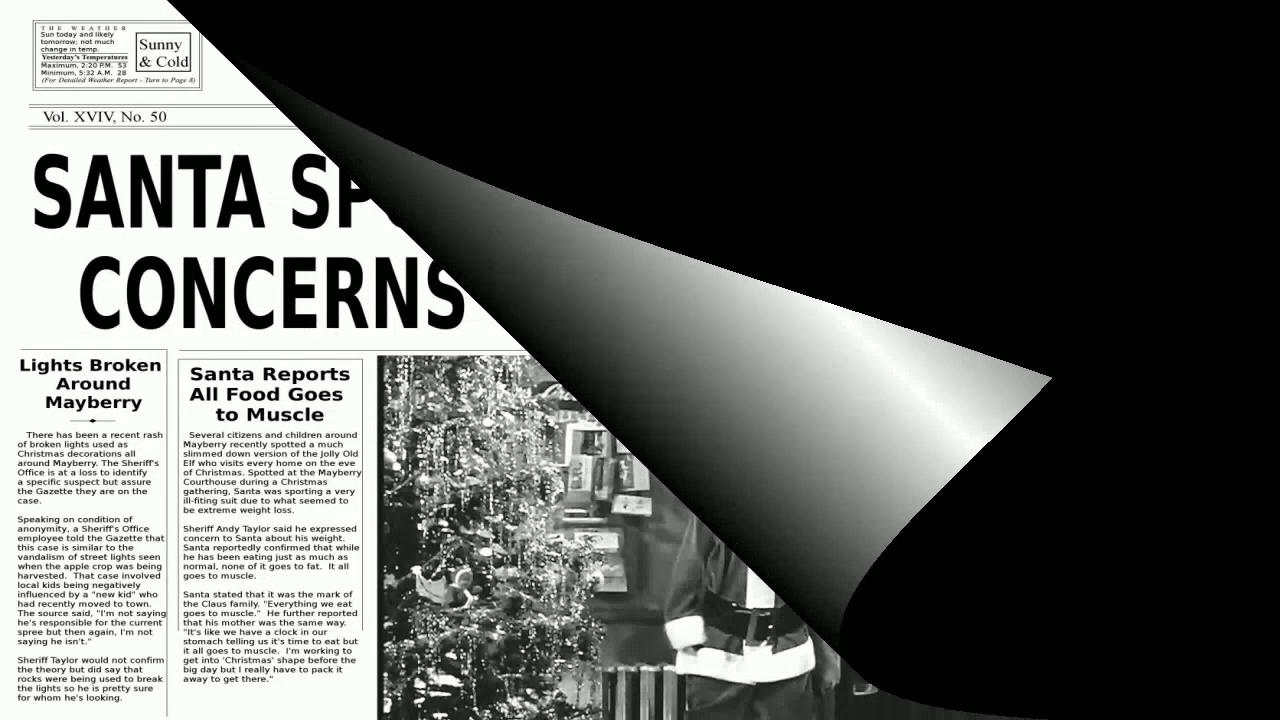 THE WEATHER
Sun today and likely
tomorrow; not much
change in temp.
Yesterday's Temperatures
Maximum, 2:20 P.M. 53
Minimum, 5:32 A.M. 28
(For Detailed Weather Report - Turn to Page 8)
Sunny
& Cold
Vol. XVIV, No. 50
SANTA
CONCERNS
Lights Broken
Around
Mayberry
There has been a recent rash
of broken lights used as
Christmas decorations all
around Mayberry. The Sheriff's
Office is at a loss to identify
a specific suspect but assure
the Gazette they are on the
case.
Speaking on condition of
anonymity, a Sheriff's Office
employee told the Gazette that
this case is similar to the
vandalism of street lights seen
when the apple crop was being
harvested. That case involved
local kids being negatively
influenced by a "new kid" who
had recently moved to town.
The source said, "I'm not saying
he's responsible for the current
spree but then again, I'm not
saying he isn't."
Sheriff Taylor would not confirm
the theory but did say that
rocks were being used to break
the lights so he is pretty sure
for whom he's looking.
Santa Reports
All Food Goes
to Muscle
Several citizens and children around
Mayberry recently spotted a much
slimmed down version of the Jolly Old
Elf who visits every home on the eve
of Christmas. Spotted at the Mayberry
Courthouse during a Christmas
gathering, Santa was sporting a very
ill-fiting suit due to what seemed to
be extreme weight loss.
Sheriff Andy Taylor said he expressed
concern to Santa about his weight.
Santa reportedly confirmed that while
he has been eating just as much as
normal, none of it goes to fat. It all
goes to muscle.
Santa stated that it was the mark of
the Claus family. "Everything we eat
goes to muscle." He further reported
that his mother was the same way.
"It's like we have a clock in our
stomach telling us it's time to eat but
it all goes to muscle. I'm working to
get into 'Christmas' shape before the
big day but I really have to pack it
away to get there."